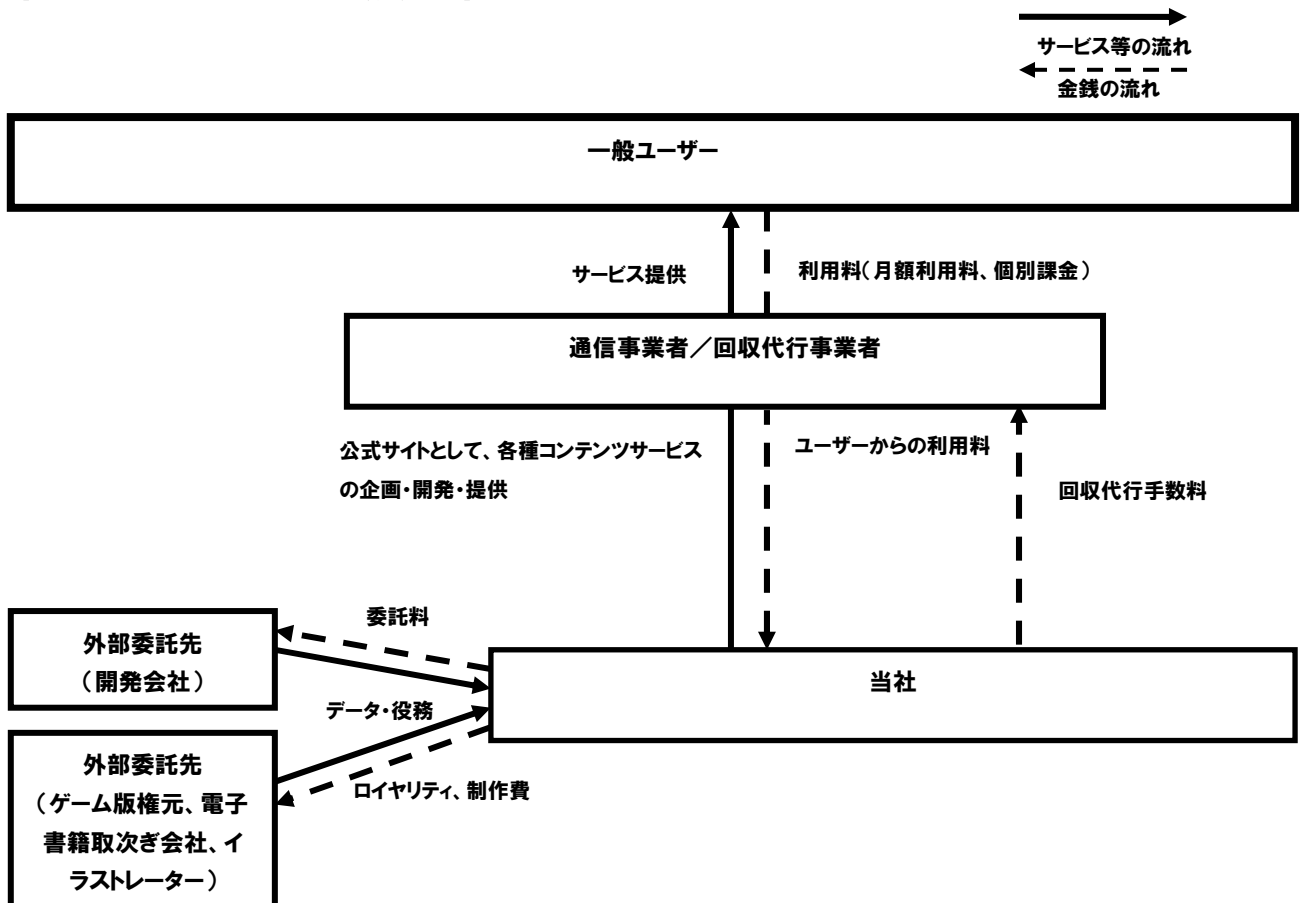 サービス等の流れ
金銭の流れ
一般ユーザー
サービス提供
利用料(月額利用料、個別課金)
通信事業者/回収代行事業者
公式サイトとして、各種コンテンツサービス
の企画・開発・提供
ユーザーからの利用料
回収代行手数料
委託料
外部委託先
(開発会社)
当社
データ・役務
外部委託先
(ゲーム版権元、電子
書籍取次ぎ会社、イ
ラストレーター)
ロイヤリティ、制作費